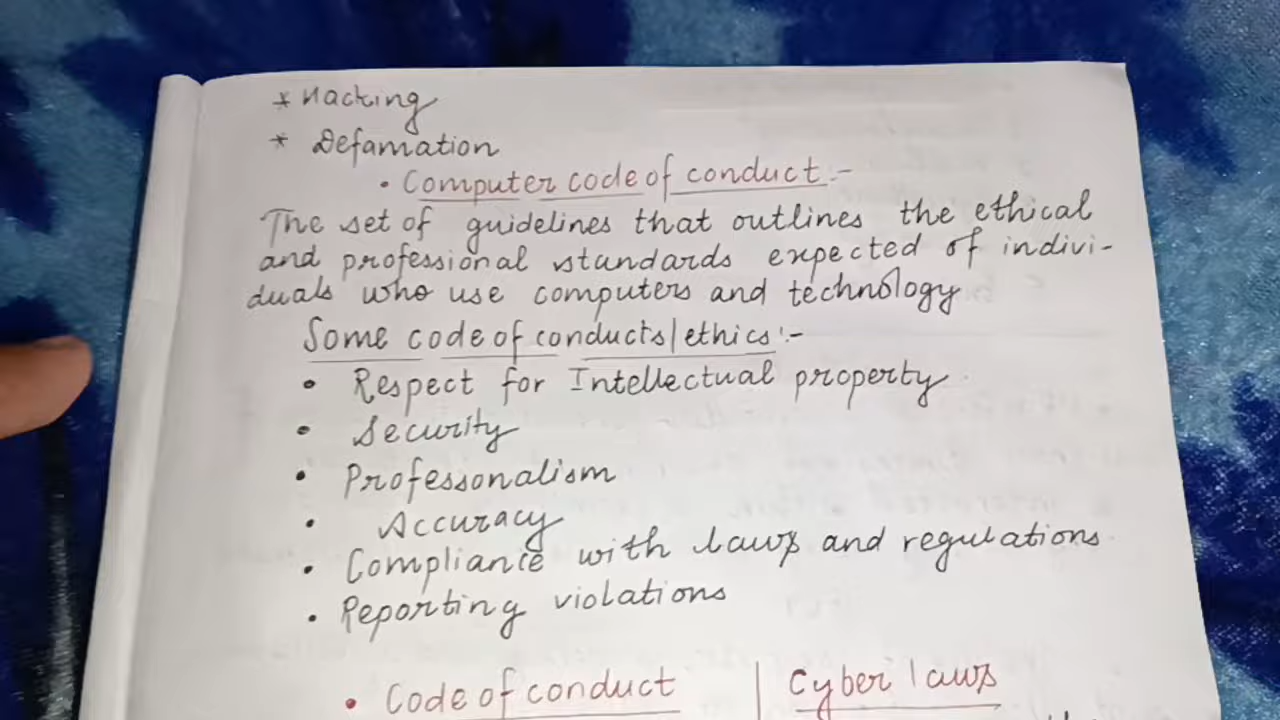 * Hacking
* Defamation
• Computer code of conduct :-
The set of guidelines that outlines the ethical
and professional standards expected of indivi-
duals who use computers and technology
Some code of conducts/ethics :-
• Respect for Intellectual property
• Security
• Professonalism
• Accuracy
• Compliance with laws and regulations
• Reporting violations
• Code of conduct | Cyber laws